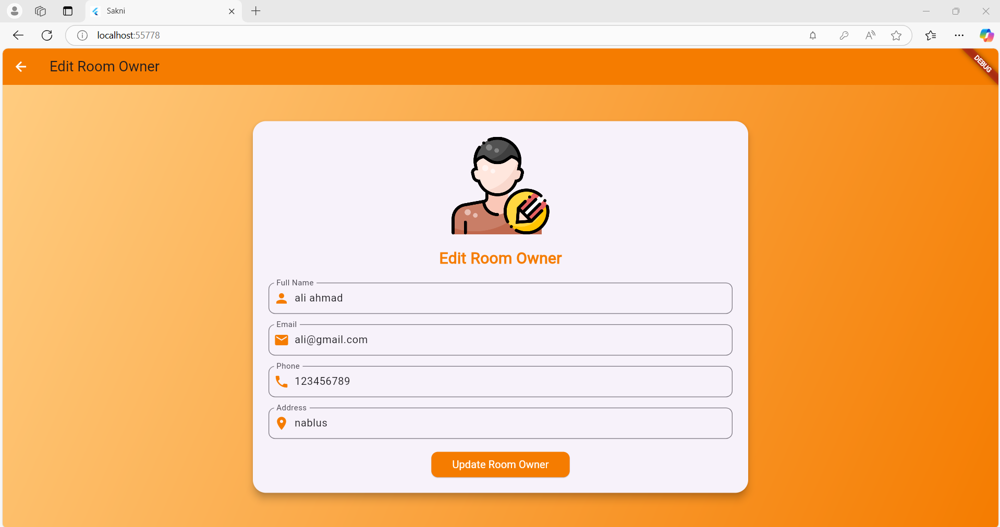 Sakni
localhost:55778
Edit Room Owner
DEBUG
Edit Room Owner
Full Name
ali ahmad
Email
ali@gmail.com
Phone
123456789
Address
nablus
Update Room Owner